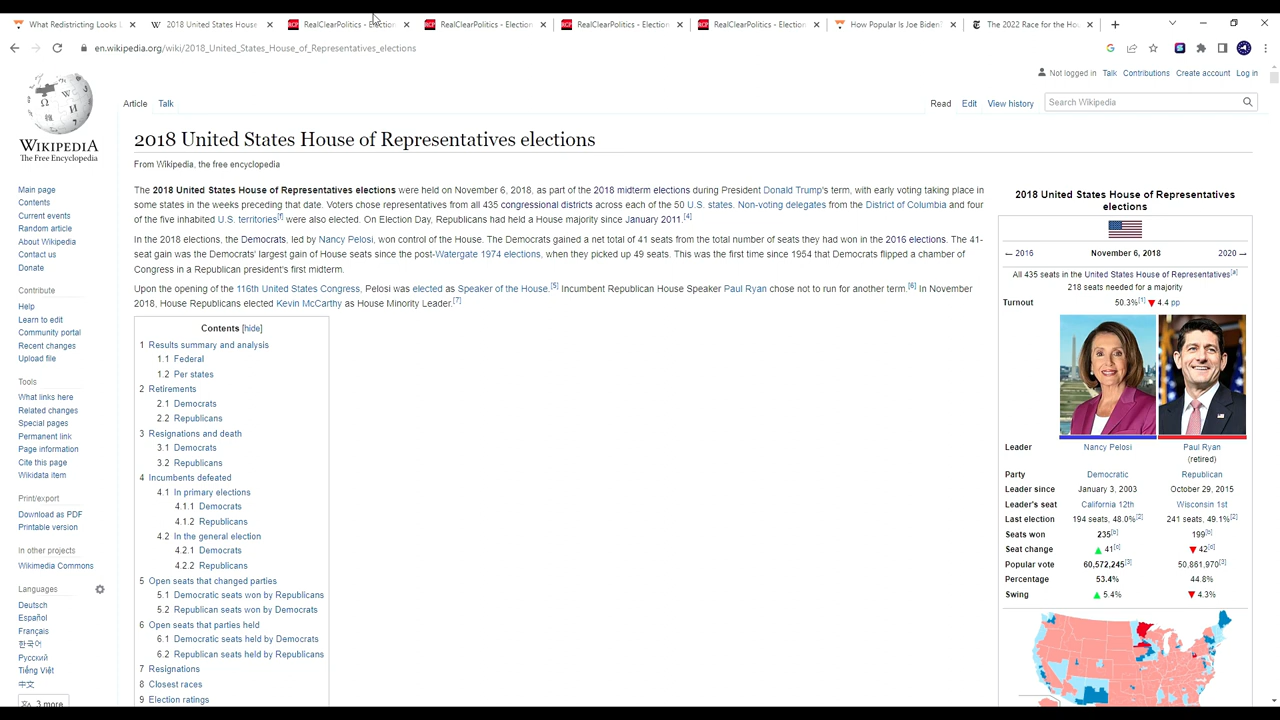 What Redistricting Looks L
2018 United States House
RealClearPolitics - Election
RealClearPolitics - Election
RealClearPolitics - Election
RealClearPolitics - Election
How Popular Is Joe Biden?
The 2022 Race for the Hou
en.wikipedia.org/wiki/2018_United_States_House_of_Representatives_elections
Not logged in Talk Contributions Create account Log in
Article Talk
Read Edit View history Search Wikipedia
WIKIPEDIA
The Free Encyclopedia
Main page
Contents
Current events
Random article
About Wikipedia
Contact us
Donate
Contribute
Help
Learn to edit
Community portal
Recent changes
Upload file
Tools
What links here
Related changes
Special pages
Permanent link
Page information
Cite this page
Wikidata item
Print/export
Download as PDF
Printable version
In other projects
Wikimedia Commons
Languages
Deutsch
Español
Français
한국어
Русский
Tiếng Việt
中文
3 more
2018 United States House of Representatives elections
From Wikipedia, the free encyclopedia
The 2018 United States House of Representatives elections were held on November 6, 2018, as part of the 2018 midterm elections during President Donald Trump's term, with early voting taking place in
some states in the weeks preceding that date. Voters chose representatives from all 435 congressional districts across each of the 50 U.S. states. Non-voting delegates from the District of Columbia and four
of the five inhabited U.S. territories[f] were also elected. On Election Day, Republicans had held a House majority since January 2011.[4]
In the 2018 elections, the Democrats, led by Nancy Pelosi, won control of the House. The Democrats gained a net total of 41 seats from the total number of seats they had won in the 2016 elections. The 41-
seat gain was the Democrats' largest gain of House seats since the post-Watergate 1974 elections, when they picked up 49 seats. This was the first time since 1954 that Democrats flipped a chamber of
Congress in a Republican president's first midterm.
Upon the opening of the 116th United States Congress, Pelosi was elected as Speaker of the House.[5] Incumbent Republican House Speaker Paul Ryan chose not to run for another term.[6] In November
2018, House Republicans elected Kevin McCarthy as House Minority Leader.[7]
Contents [hide]
1 Results summary and analysis
1.1 Federal
1.2 Per states
2 Retirements
2.1 Democrats
2.2 Republicans
3 Resignations and death
3.1 Democrats
3.2 Republicans
4 Incumbents defeated
4.1 In primary elections
4.1.1 Democrats
4.1.2 Republicans
4.2 In the general election
4.2.1 Democrats
4.2.2 Republicans
5 Open seats that changed parties
5.1 Democratic seats won by Republicans
5.2 Republican seats won by Democrats
6 Open seats that parties held
6.1 Democratic seats held by Democrats
6.2 Republican seats held by Republicans
7 Resignations
8 Closest races
9 Election ratings
2018 United States House of Representatives
elections
← 2016 November 6, 2018 2020 →
All 435 seats in the United States House of Representatives[a]
218 seats needed for a majority
Turnout 50.3%[1] ▼ 4.4 pp
Leader Nancy Pelosi Paul Ryan
(retired)
Party Democratic Republican
Leader since January 3, 2003 October 29, 2015
Leader's seat California 12th Wisconsin 1st
Last election 194 seats, 48.0%[2] 241 seats, 49.1%[2]
Seats won 235[b] 199[b]
Seat change ▲ 41[c] ▼ 42[d]
Popular vote 60,572,245[3] 50,861,970[3]
Percentage 53.4% 44.8%
Swing ▲ 5.4% ▼ 4.3%